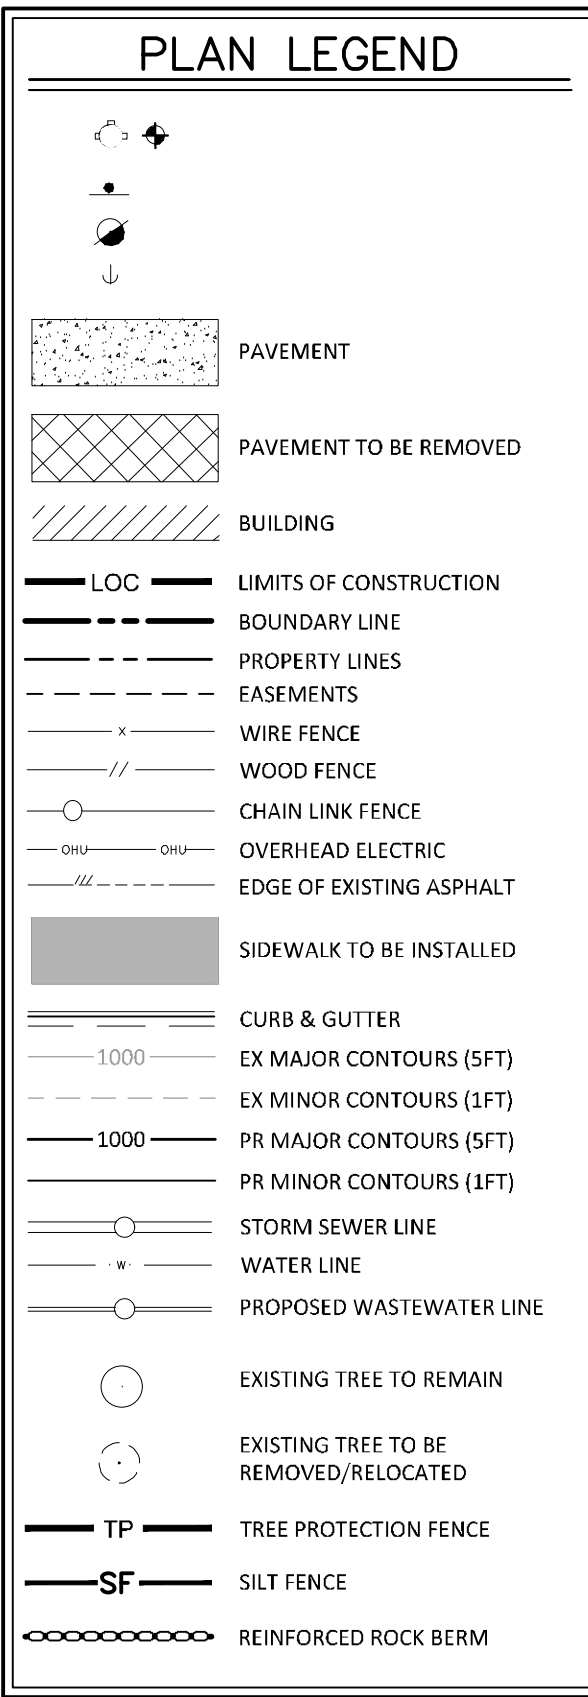 PLAN LEGEND
PAVEMENT
PAVEMENT TO BE REMOVED
BUILDING
LOC LIMITS OF CONSTRUCTION
BOUNDARY LINE
PROPERTY LINES
EASEMENTS
x WIRE FENCE
// WOOD FENCE
CHAIN LINK FENCE
OHU OHU OVERHEAD ELECTRIC
/// EDGE OF EXISTING ASPHALT
SIDEWALK TO BE INSTALLED
CURB & GUTTER
1000 EX MAJOR CONTOURS (5FT)
EX MINOR CONTOURS (1FT)
1000 PR MAJOR CONTOURS (5FT)
PR MINOR CONTOURS (1FT)
STORM SEWER LINE
W WATER LINE
PROPOSED WASTEWATER LINE
EXISTING TREE TO REMAIN
EXISTING TREE TO BE
REMOVED/RELOCATED
TP TREE PROTECTION FENCE
SF SILT FENCE
REINFORCED ROCK BERM